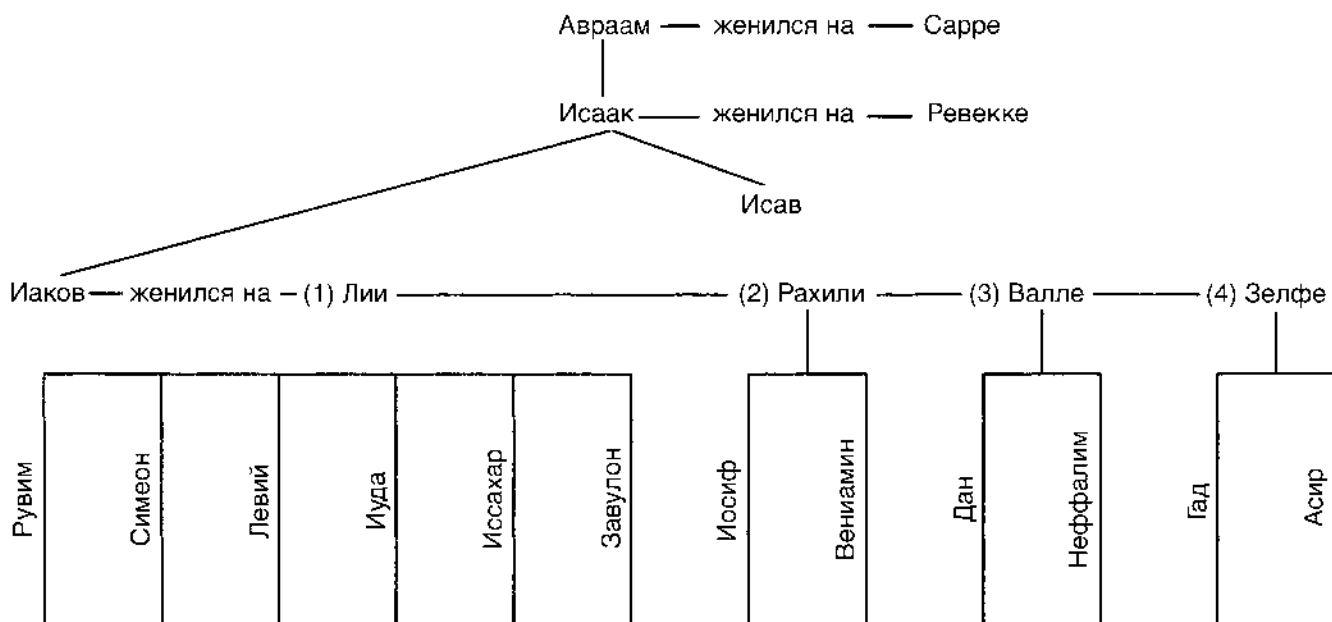 Авраам — женился на — Сарре
Исаак — женился на — Ревекке
Исав
Иаков — женился на — (1) Лии — (2) Рахили — (3) Валле — (4) Зелфе
Рувим
Симеон
Левий
Иуда
Иссахар
Завулон
Иосиф
Вениамин
Дан
Неффалим
Гад
Асир